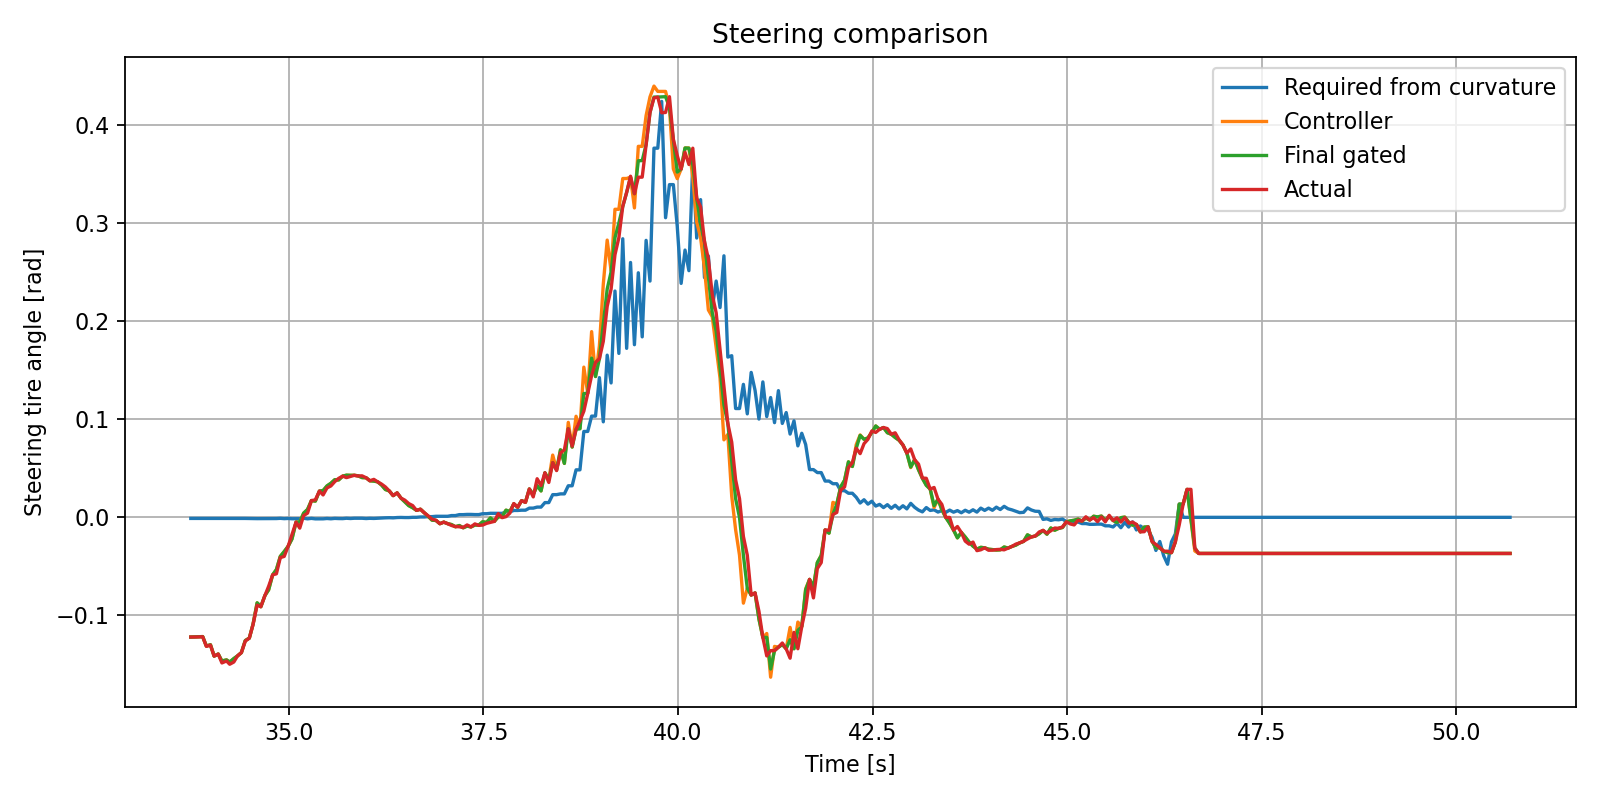 Steering comparison
Required from curvature
Controller
Final gated
Actual
Steering tire angle [rad]
0.4
0.3
0.2
0.1
0.0
−0.1
35.0 37.5 40.0 42.5 45.0 47.5 50.0
Time [s]